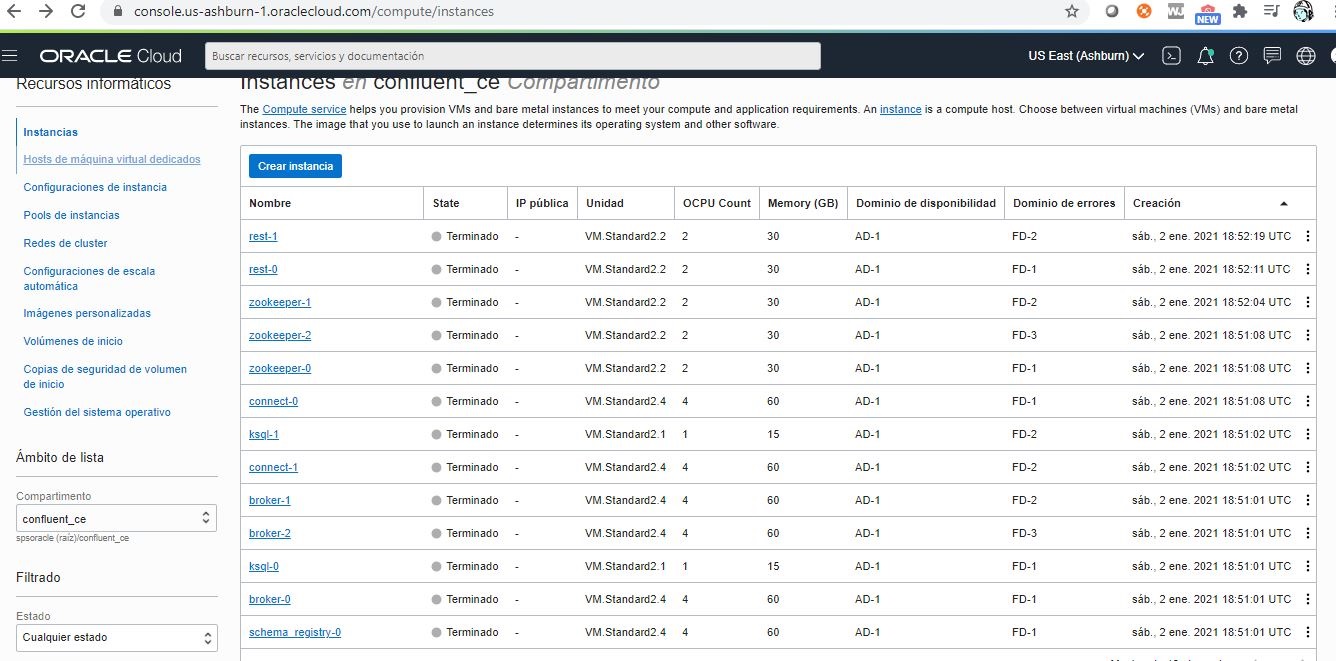 console.us-ashburn-1.oraclecloud.com/compute/instances
NEW
ORACLE Cloud
Buscar recursos, servicios y documentación
US East (Ashburn)
Recursos informáticos
Instancias
Hosts de máquina virtual dedicados
Configuraciones de instancia
Pools de instancias
Redes de cluster
Configuraciones de escala
automática
Imágenes personalizadas
Volúmenes de inicio
Copias de seguridad de volumen
de inicio
Gestión del sistema operativo
Ámbito de lista
Compartimento
confluent_ce
spsoracle (raíz)/confluent_ce
Filtrado
Estado
Cualquier estado
Instances en confluent_ce Compartimento
The Compute service helps you provision VMs and bare metal instances to meet your compute and application requirements. An instance is a compute host. Choose between virtual machines (VMs) and bare metal
instances. The image that you use to launch an instance determines its operating system and other software.
Crear instancia
Nombre State IP pública Unidad OCPU Count Memory (GB) Dominio de disponibilidad Dominio de errores Creación
rest-1 Terminado - VM.Standard2.2 2 30 AD-1 FD-2 sáb., 2 ene. 2021 18:52:19 UTC
rest-0 Terminado - VM.Standard2.2 2 30 AD-1 FD-1 sáb., 2 ene. 2021 18:52:11 UTC
zookeeper-1 Terminado - VM.Standard2.2 2 30 AD-1 FD-2 sáb., 2 ene. 2021 18:52:04 UTC
zookeeper-2 Terminado - VM.Standard2.2 2 30 AD-1 FD-3 sáb., 2 ene. 2021 18:51:08 UTC
zookeeper-0 Terminado - VM.Standard2.2 2 30 AD-1 FD-1 sáb., 2 ene. 2021 18:51:08 UTC
connect-0 Terminado - VM.Standard2.4 4 60 AD-1 FD-1 sáb., 2 ene. 2021 18:51:08 UTC
ksql-1 Terminado - VM.Standard2.1 1 15 AD-1 FD-2 sáb., 2 ene. 2021 18:51:02 UTC
connect-1 Terminado - VM.Standard2.4 4 60 AD-1 FD-2 sáb., 2 ene. 2021 18:51:02 UTC
broker-1 Terminado - VM.Standard2.4 4 60 AD-1 FD-2 sáb., 2 ene. 2021 18:51:01 UTC
broker-2 Terminado - VM.Standard2.4 4 60 AD-1 FD-3 sáb., 2 ene. 2021 18:51:01 UTC
ksql-0 Terminado - VM.Standard2.1 1 15 AD-1 FD-1 sáb., 2 ene. 2021 18:51:01 UTC
broker-0 Terminado - VM.Standard2.4 4 60 AD-1 FD-1 sáb., 2 ene. 2021 18:51:01 UTC
schema_registry-0 Terminado - VM.Standard2.4 4 60 AD-1 FD-1 sáb., 2 ene. 2021 18:51:01 UTC